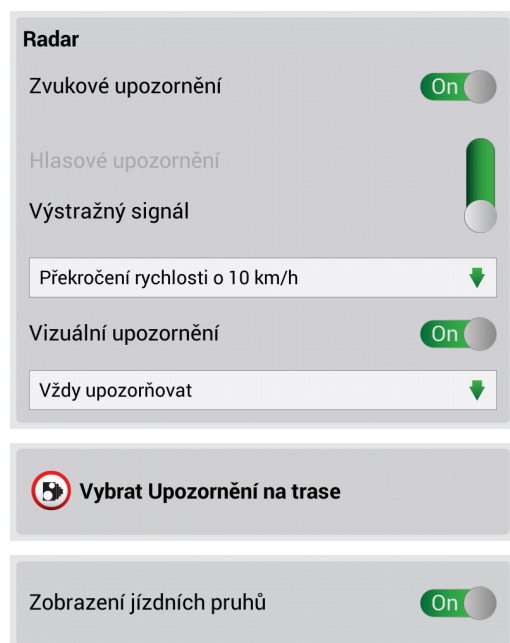 Radar
Zvukové upozornění On
Hlasové upozornění
Výstražný signál
Překročení rychlosti o 10 km/h
Vizuální upozornění On
Vždy upozorňovat
Vybrat Upozornění na trase
Zobrazení jízdních pruhů On